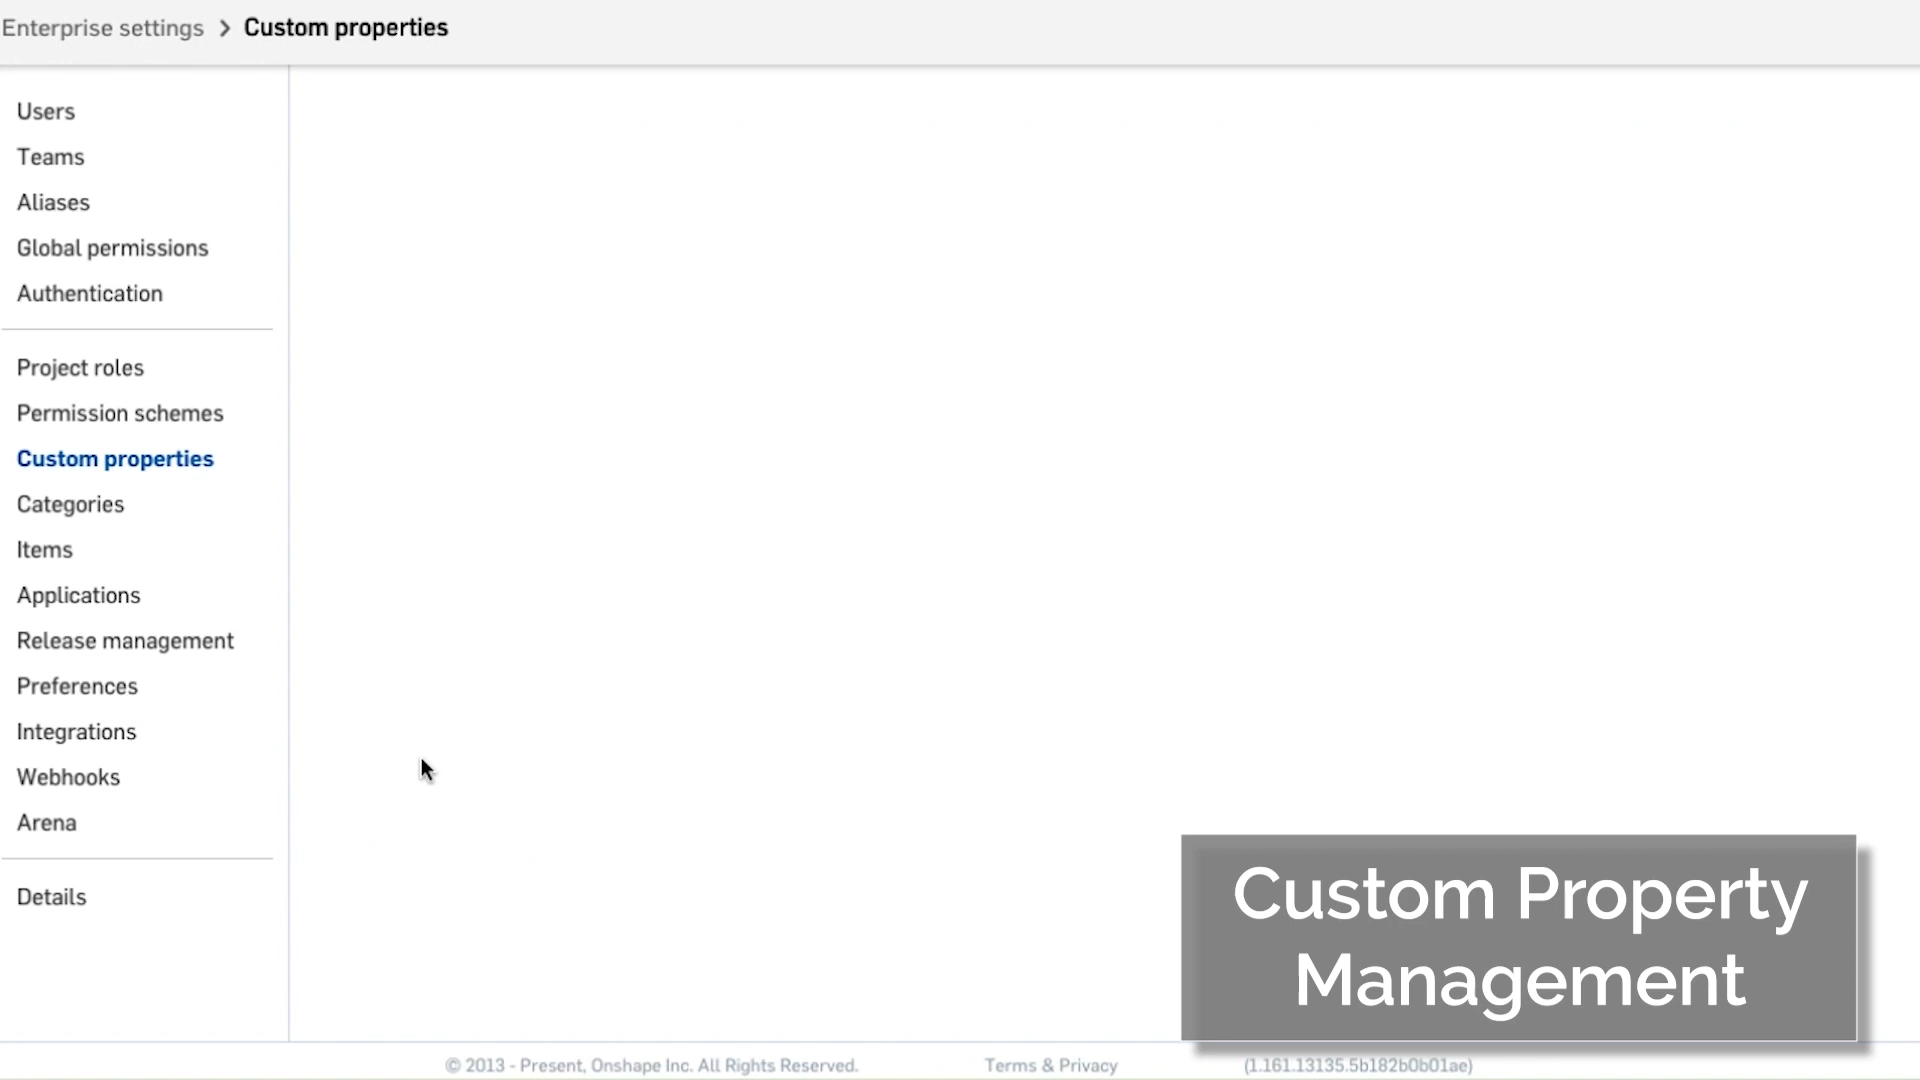 Enterprise settings > Custom properties
Users
Teams
Aliases
Global permissions
Authentication
Project roles
Permission schemes
Custom properties
Categories
Items
Applications
Release management
Preferences
Integrations
Webhooks
Arena
Details
Custom Property
Management
© 2013 - Present, Onshape Inc. All Rights Reserved. Terms & Privacy (1.161.13135.5b182b0b01ae)